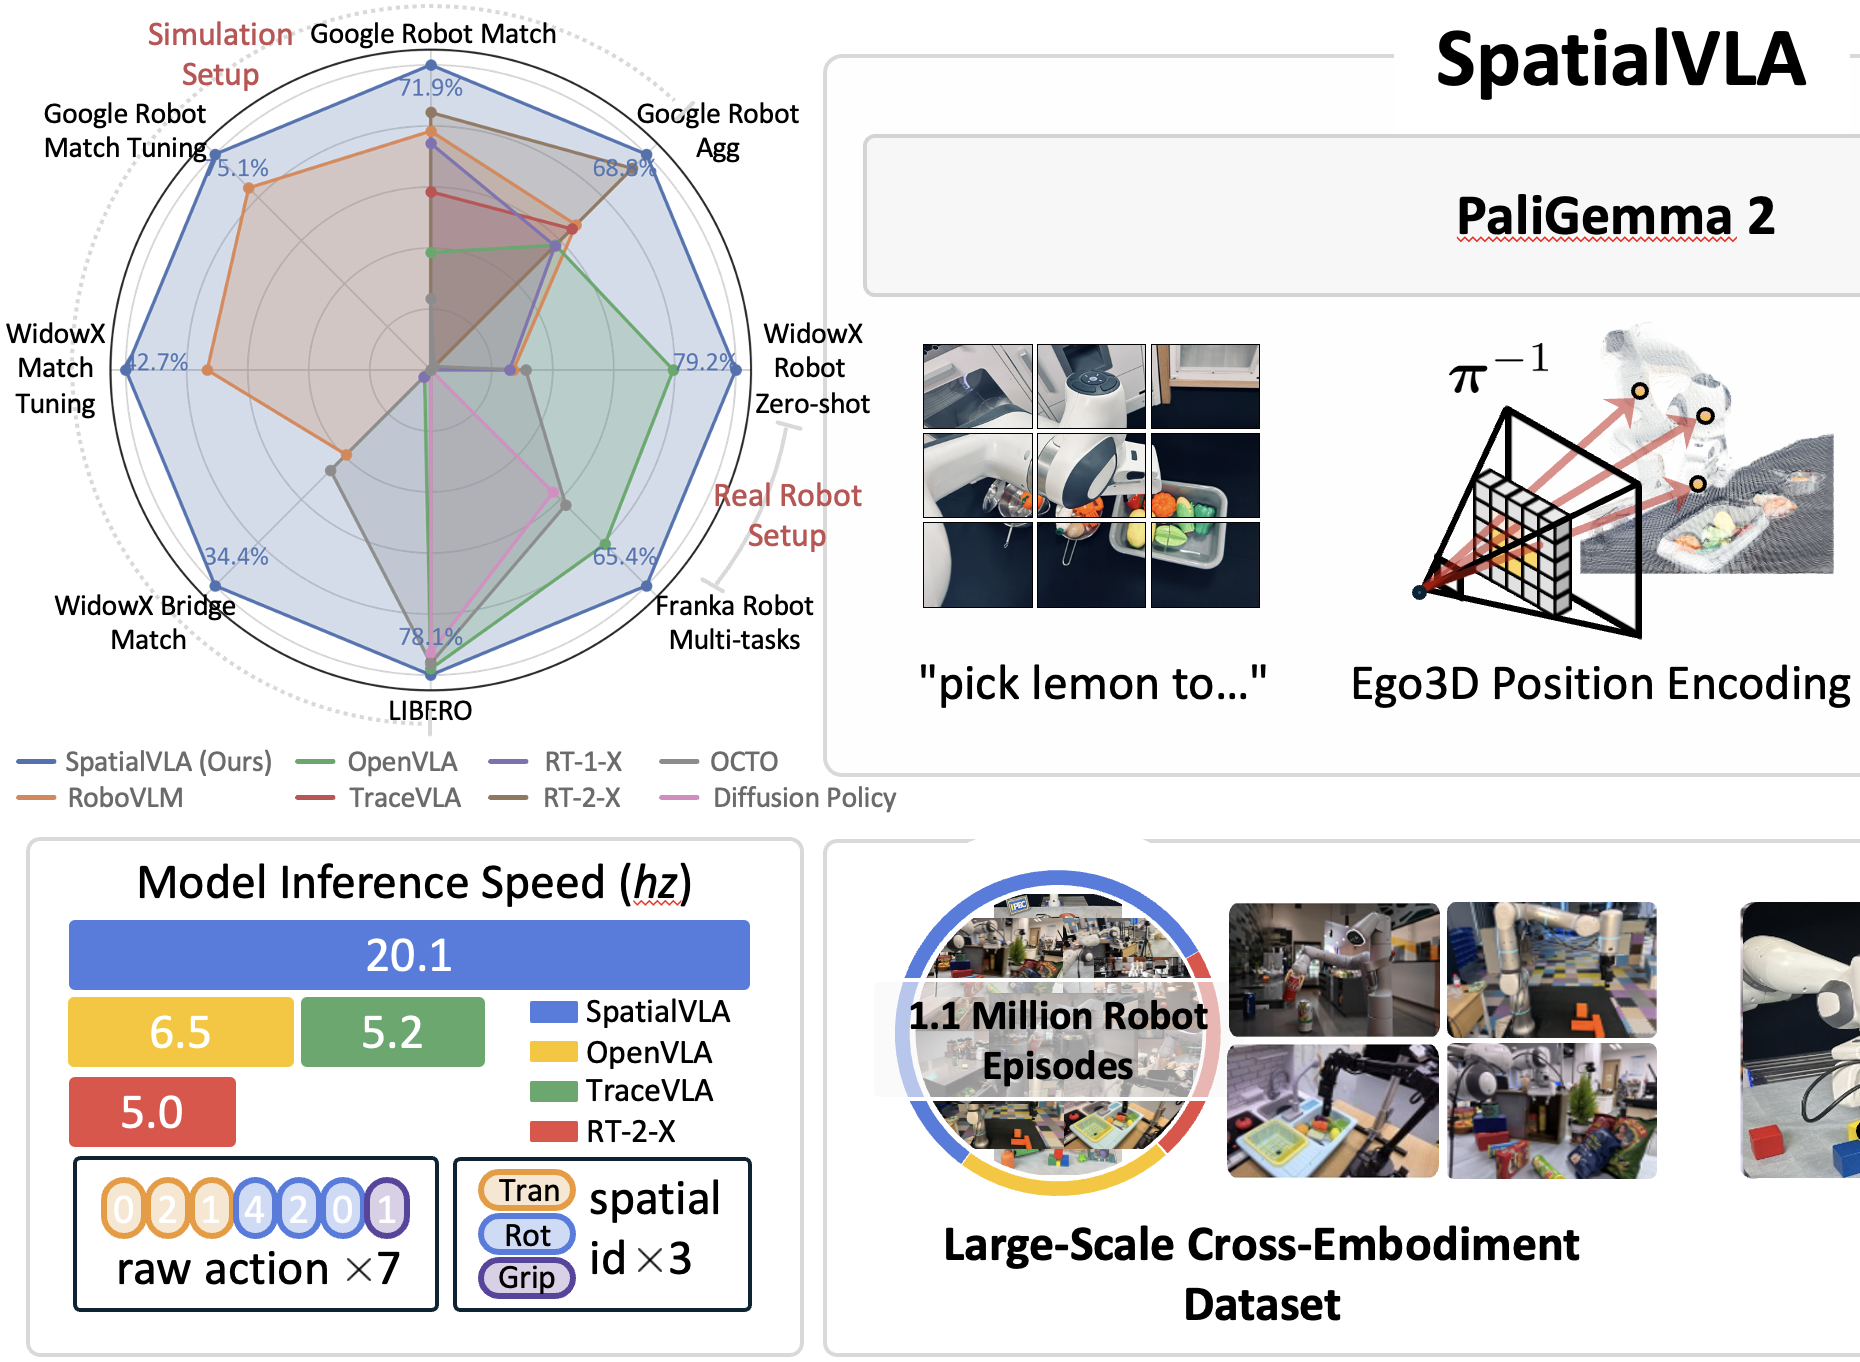 Simulation
Setup
Google Robot Match
Google Robot
Match Tuning
Google Robot
Agg
71.9%
75.1%
68.8%
WidowX
Match
Tuning
42.7%
79.2%
WidowX
Robot
Zero-shot
Real Robot
Setup
34.4%
65.4%
WidowX Bridge
Match
78.1%
Franka Robot
Multi-tasks
LIBERO
SpatialVLA (Ours)
OpenVLA
RT-1-X
OCTO
RoboVLM
TraceVLA
RT-2-X
Diffusion Policy
SpatialVLA
PaliGemma 2
π⁻¹
"pick lemon to..."
Ego3D Position Encoding
Model Inference Speed (hz)
20.1
6.5
5.2
5.0
SpatialVLA
OpenVLA
TraceVLA
RT-2-X
0 2 1 4 2 0 1
raw action ×7
Tran
Rot
Grip
spatial
id ×3
IPEC
1.1 Million Robot
Episodes
Large-Scale Cross-Embodiment
Dataset